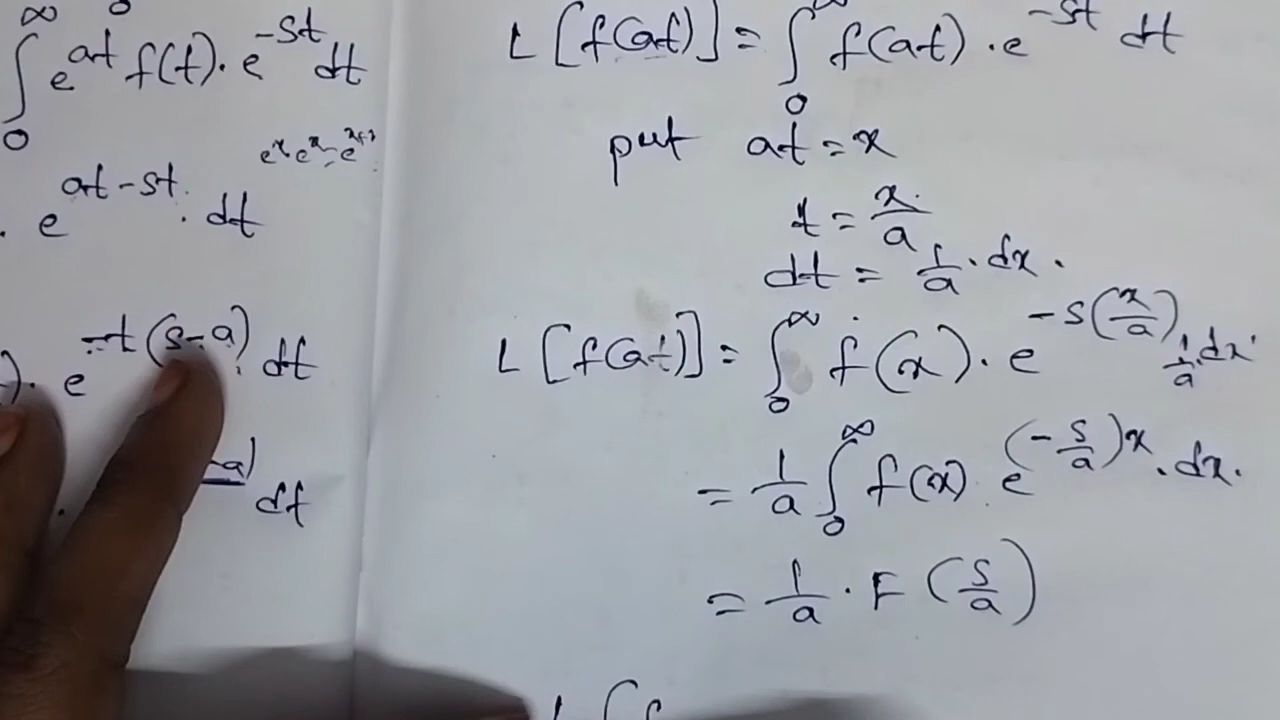 ∫₀^∞ e^{at} f(t). e^{-st} dt
e^x e^x = e^{x+x}
. e^{at-st}. dt
). e^{-t(s-a)} dt
. -a) dt
L [f(at)] = ∫₀^∞ f(at) . e^{-st} dt
put at = x
t = x/a
dt = 1/a . dx .
L [f(at)] = ∫₀^∞ f(x) . e^{-s(x/a)} . 1/a . dx
= 1/a ∫₀^∞ f(x) e^{(-s/a)x} . dx.
= 1/a . F (s/a)